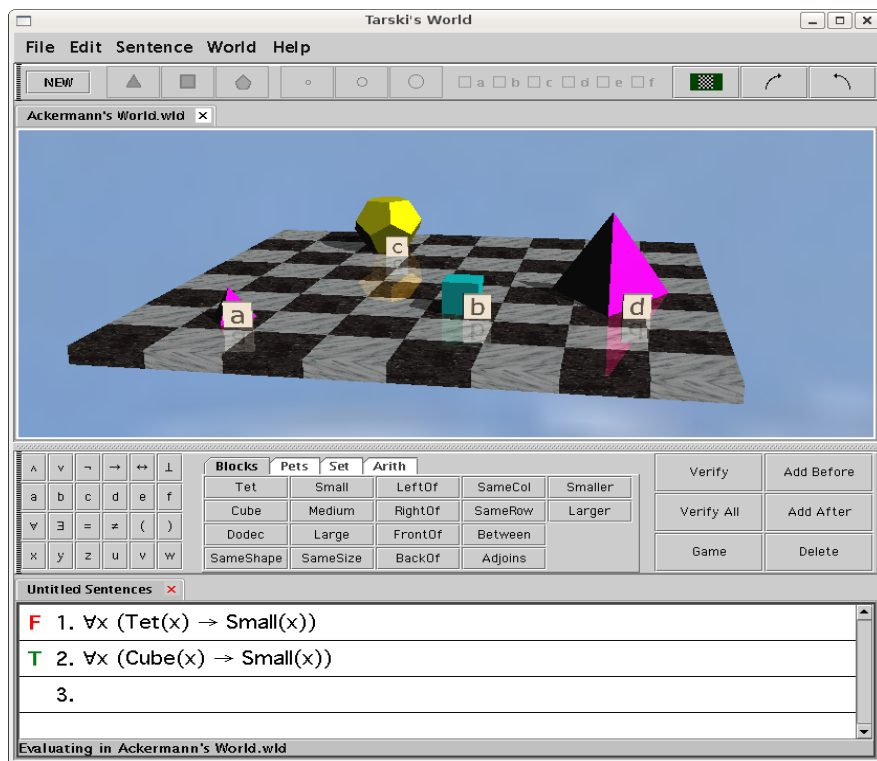 Tarski's World
File Edit Sentence World Help
NEW a b c d e f
Ackermann's World.wld
c
a b d
∧ ∨ ¬ → ↔ ⊥
a b c d e f
∀ ∃ = ≠ ( )
x y z u v w
Blocks Pets Set Arith
Tet Small LeftOf SameCol Smaller
Cube Medium RightOf SameRow Larger
Dodec Large FrontOf Between
SameShape SameSize BackOf Adjoins
Verify Add Before
Verify All Add After
Game Delete
Untitled Sentences
F 1. ∀x (Tet(x) → Small(x))
T 2. ∀x (Cube(x) → Small(x))
3.
Evaluating in Ackermann's World.wld